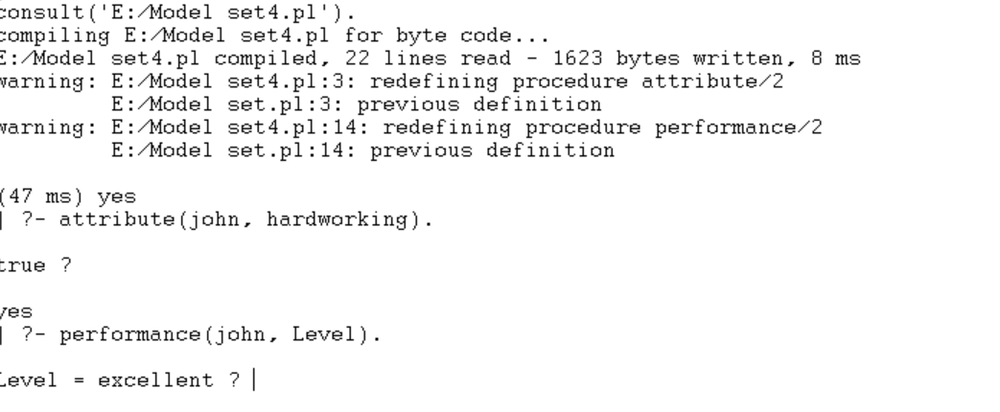 consult('E:/Model set4.pl').
compiling E:/Model set4.pl for byte code...
E:/Model set4.pl compiled, 22 lines read - 1623 bytes written, 8 ms
warning: E:/Model set4.pl:3: redefining procedure attribute/2
E:/Model set.pl:3: previous definition
warning: E:/Model set4.pl:14: redefining procedure performance/2
E:/Model set.pl:14: previous definition
(47 ms) yes
| ?- attribute(john, hardworking).
true ?
yes
| ?- performance(john, Level).
Level = excellent ?